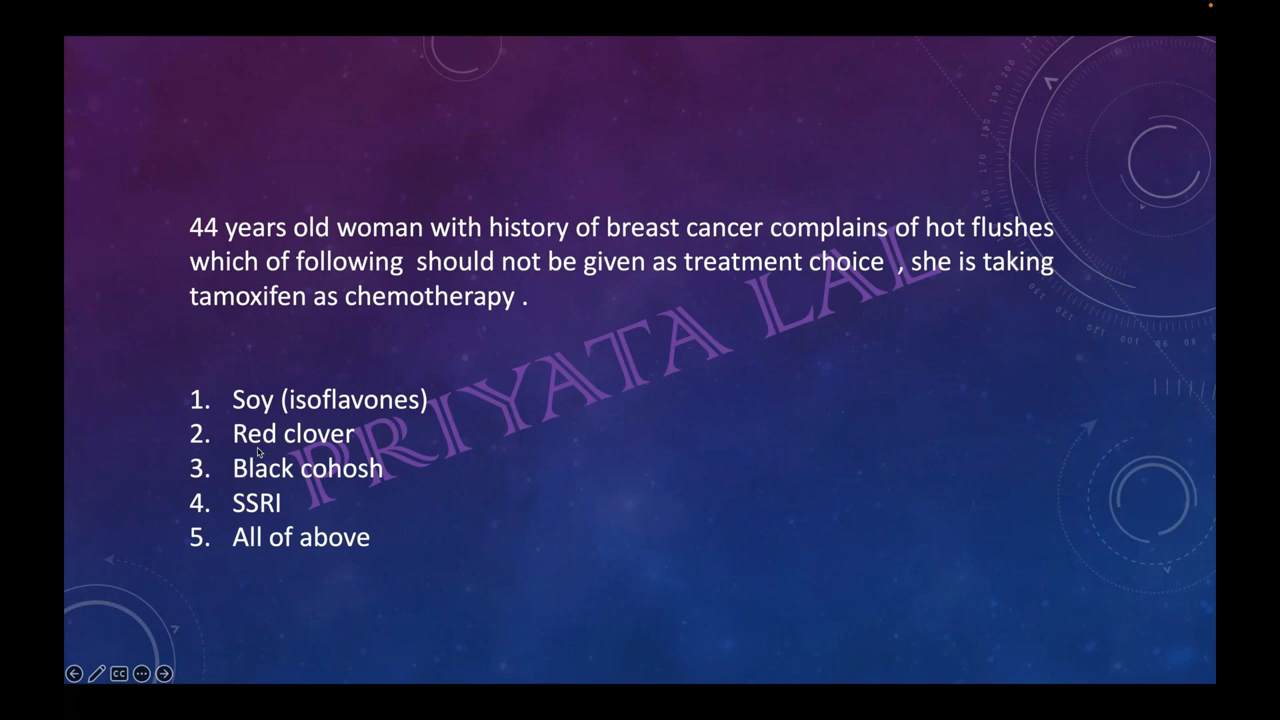 44 years old woman with history of breast cancer complains of hot flushes
which of following should not be given as treatment choice , she is taking
tamoxifen as chemotherapy .
1. Soy (isoflavones)
2. Red clover
3. Black cohosh
4. SSRI
5. All of above
PRIYATA LAL